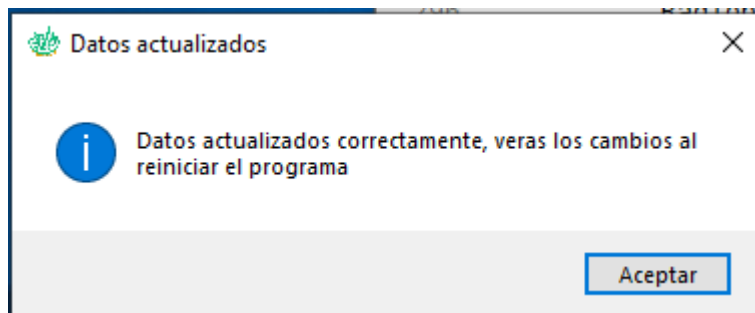 Datos actualizados
Datos actualizados correctamente, veras los cambios al
reiniciar el programa
Aceptar